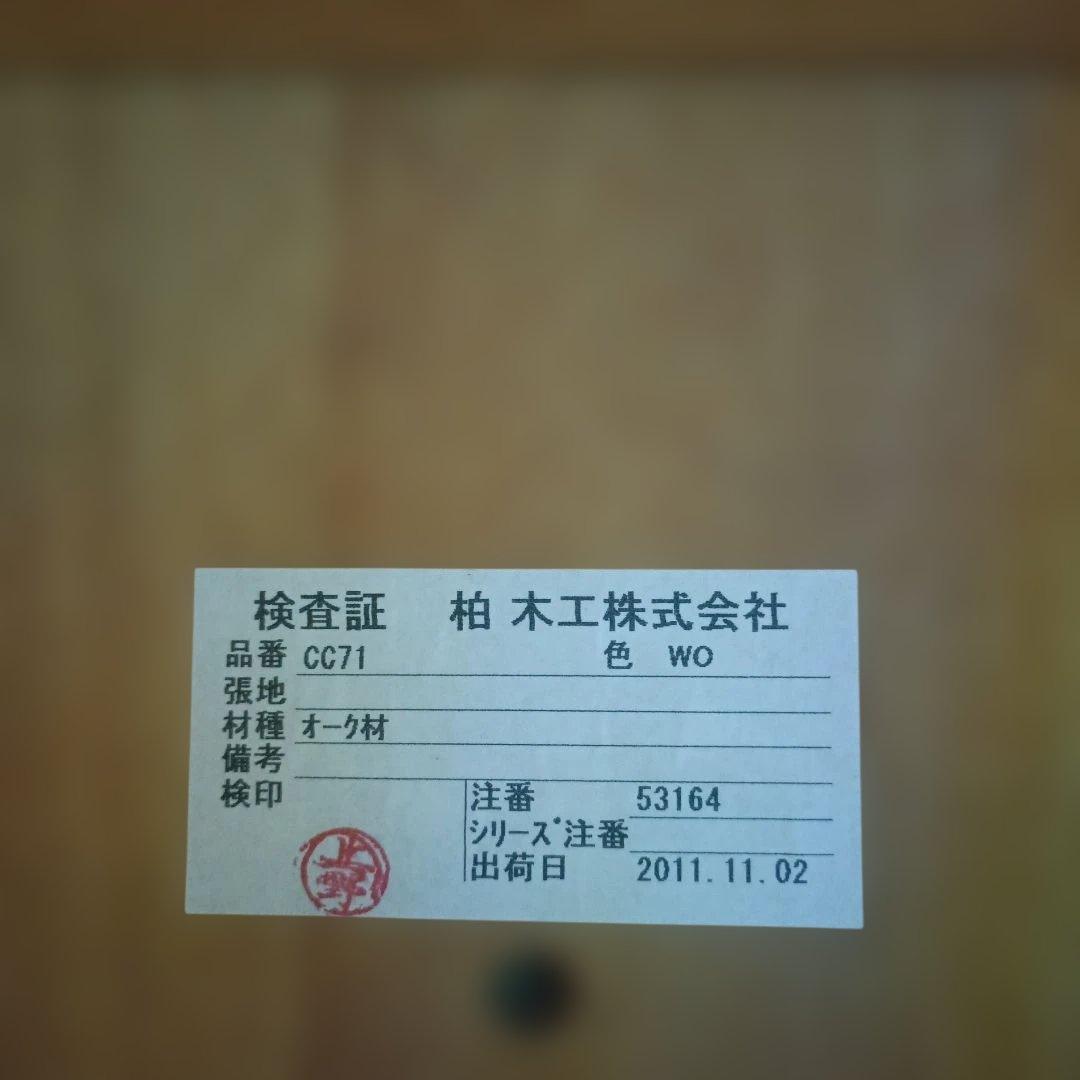 検査証 柏木工株式会社
品番 CC71 色 WO
張地
材種 ｵｰｸ材
備考
検印
注番 53164
ｼﾘｰｽﾞ注番
出荷日 2011.11.02
上野